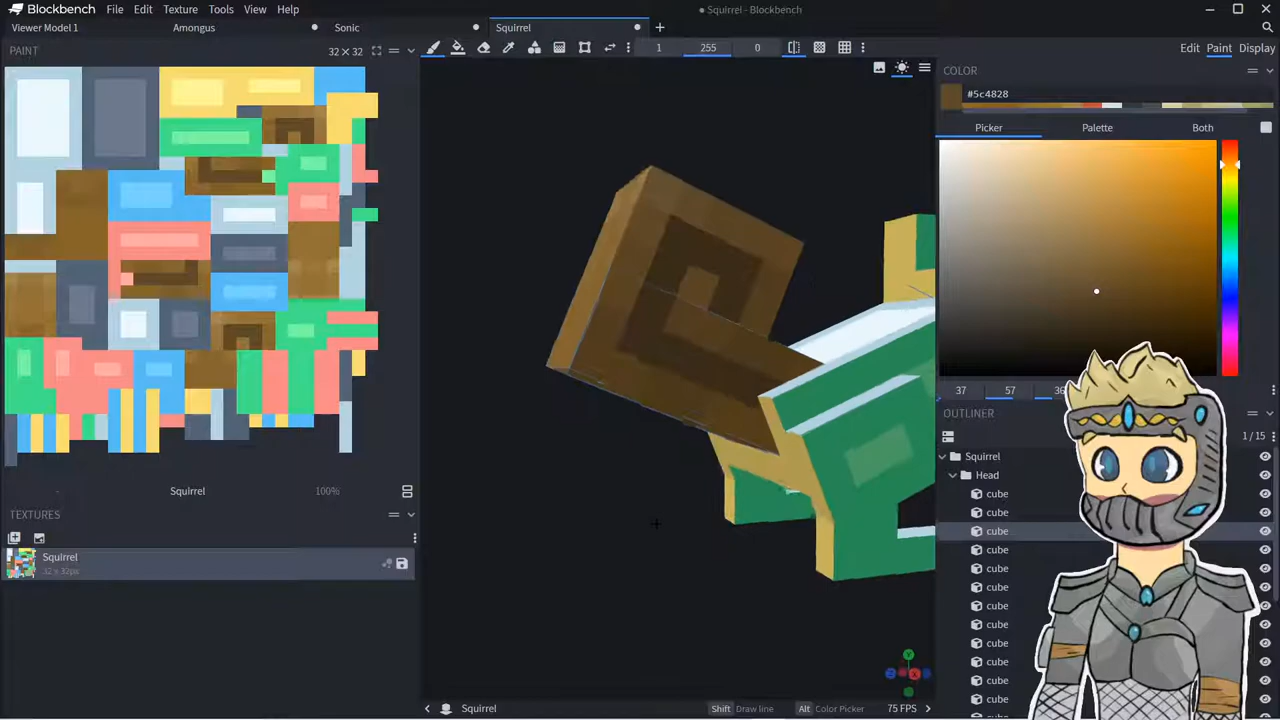 Blockbench File Edit Texture Tools View Help
Squirrel - Blockbench
Viewer Model 1 Amongus Sonic Squirrel
PAINT 32 × 32
1 255 0
Edit Paint Display
COLOR
#5c4828
Picker Palette Both
37 57 36
OUTLINER
1/15
Squirrel
Head
cube
cube
cube
cube
cube
cube
cube
cube
cube
cube
cube
cube
Squirrel 100%
TEXTURES
Squirrel
32 x 32px
Squirrel Shift Draw line Alt Color Picker 75 FPS